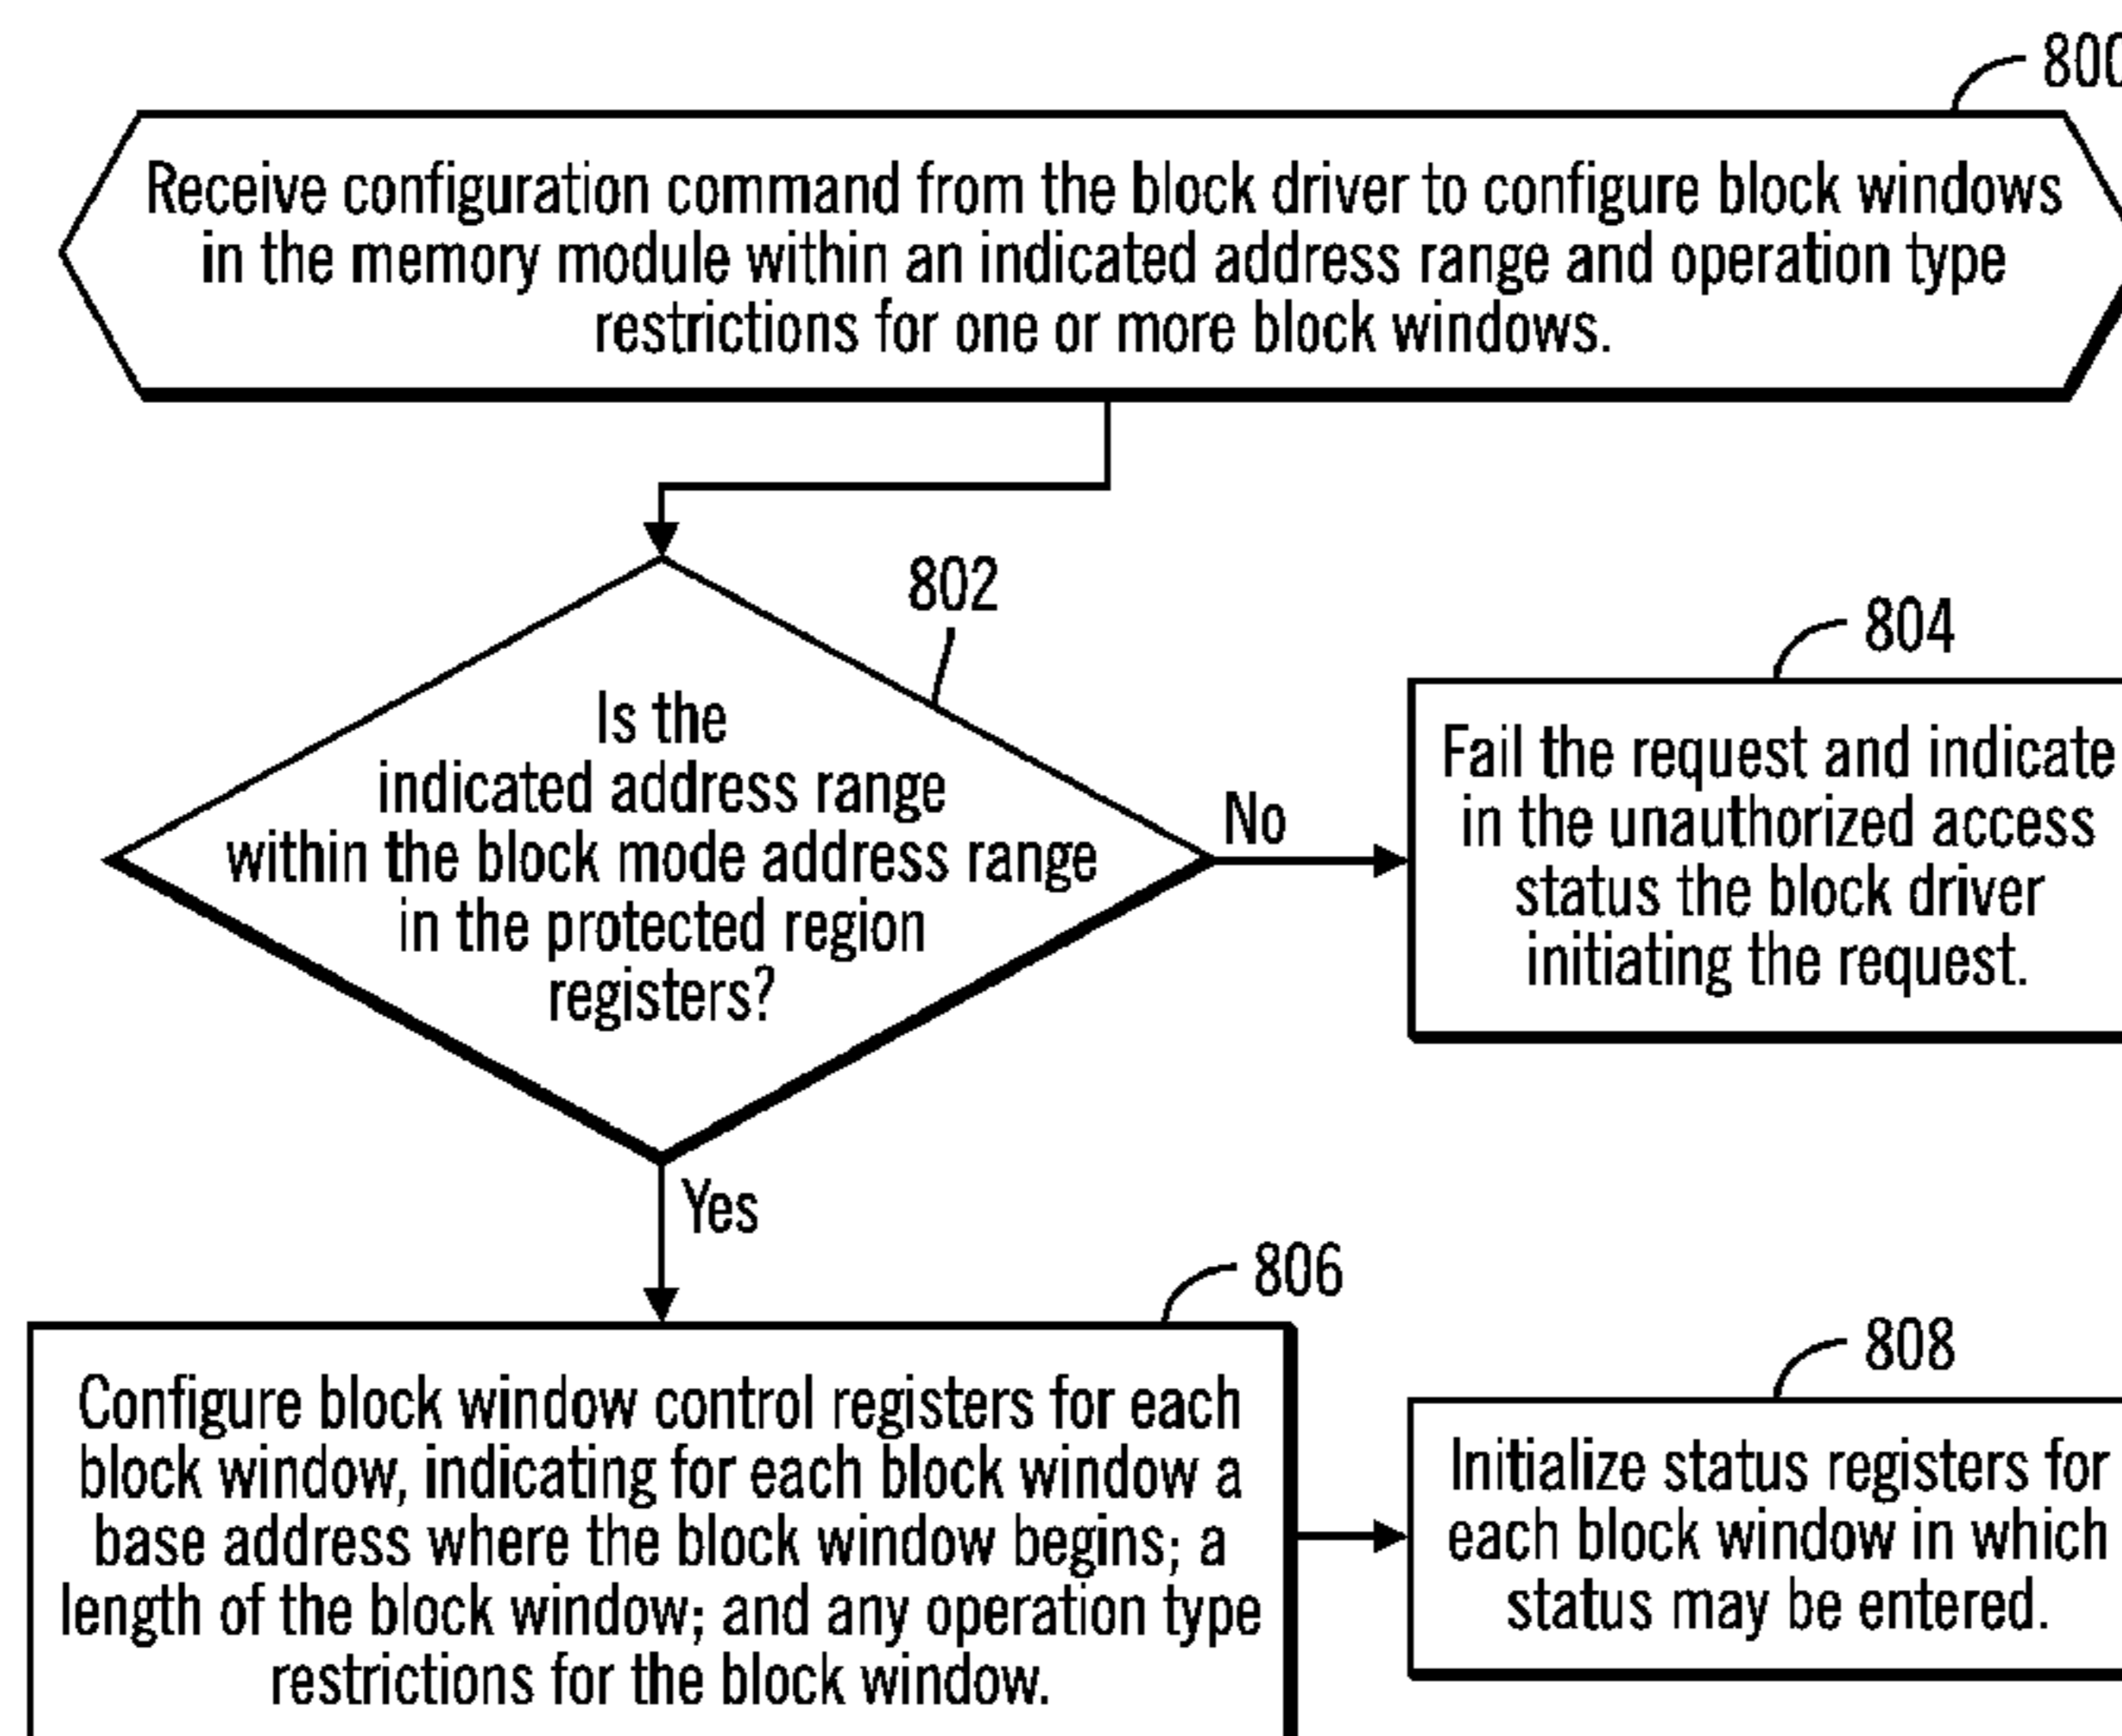 800
Receive configuration command from the block driver to configure block windows
in the memory module within an indicated address range and operation type
restrictions for one or more block windows.
802
Is the
indicated address range
within the block mode address range
in the protected region
registers?
No
804
Fail the request and indicate
in the unauthorized access
status the block driver
initiating the request.
Yes
806
Configure block window control registers for each
block window, indicating for each block window a
base address where the block window begins; a
length of the block window; and any operation type
restrictions for the block window.
808
Initialize status registers for
each block window in which
status may be entered.